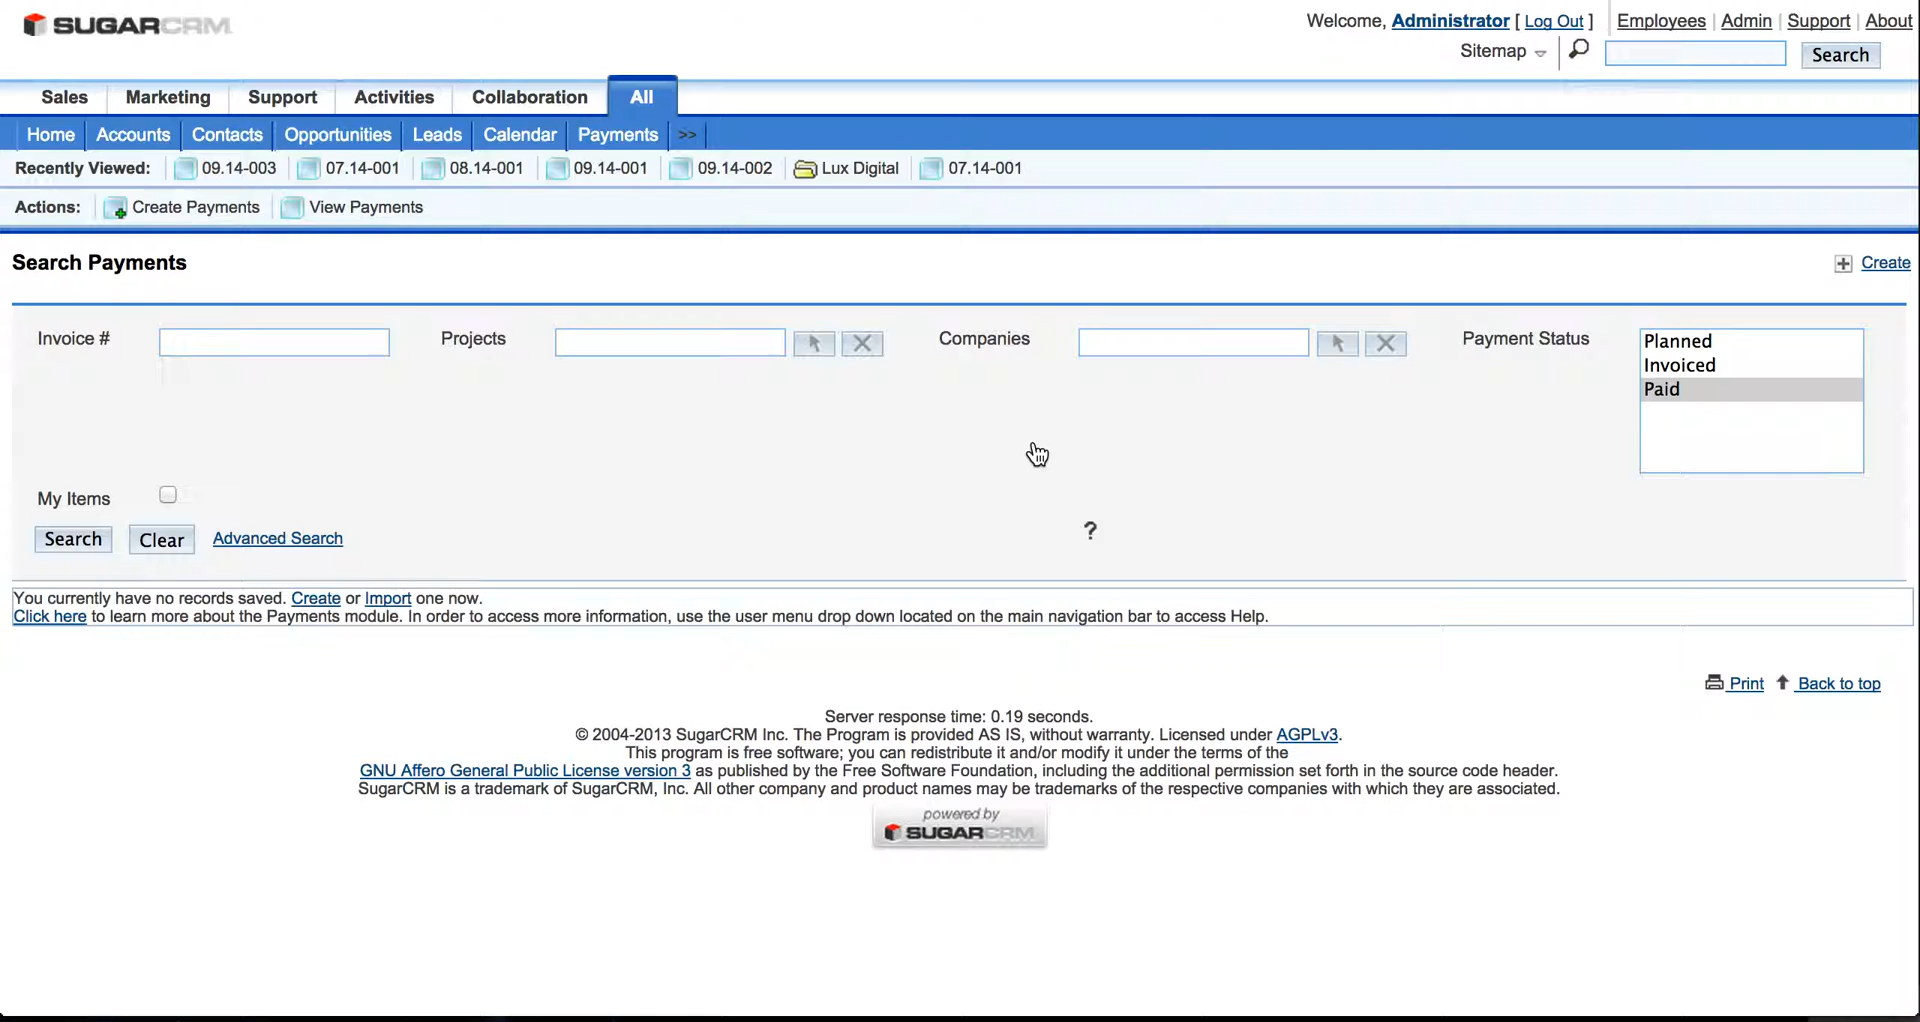 SUGARCRM
Welcome, Administrator [ Log Out ] Employees Admin Support About
Sitemap Search
Sales Marketing Support Activities Collaboration All
Home Accounts Contacts Opportunities Leads Calendar Payments >>
Recently Viewed: 09.14-003 07.14-001 08.14-001 09.14-001 09.14-002 Lux Digital 07.14-001
Actions: Create Payments View Payments
Search Payments Create
Invoice # Projects Companies Payment Status Planned
Invoiced
Paid
My Items
Search Clear Advanced Search ?
You currently have no records saved. Create or Import one now.
Click here to learn more about the Payments module. In order to access more information, use the user menu drop down located on the main navigation bar to access Help.
Print Back to top
Server response time: 0.19 seconds.
© 2004-2013 SugarCRM Inc. The Program is provided AS IS, without warranty. Licensed under AGPLv3.
This program is free software; you can redistribute it and/or modify it under the terms of the
GNU Affero General Public License version 3 as published by the Free Software Foundation, including the additional permission set forth in the source code header.
SugarCRM is a trademark of SugarCRM, Inc. All other company and product names may be trademarks of the respective companies with which they are associated.
powered by
SUGARCRM